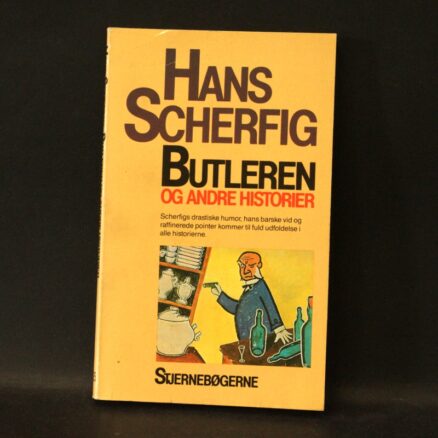 HANS
SCHERFIG
BUTLEREN
OG ANDRE HISTORIER
Scherfigs drastiske humor, hans barske vid og
raffinerede pointer kommer til fuld udfoldelse i
alle historierne.
STJERNEBØGERNE